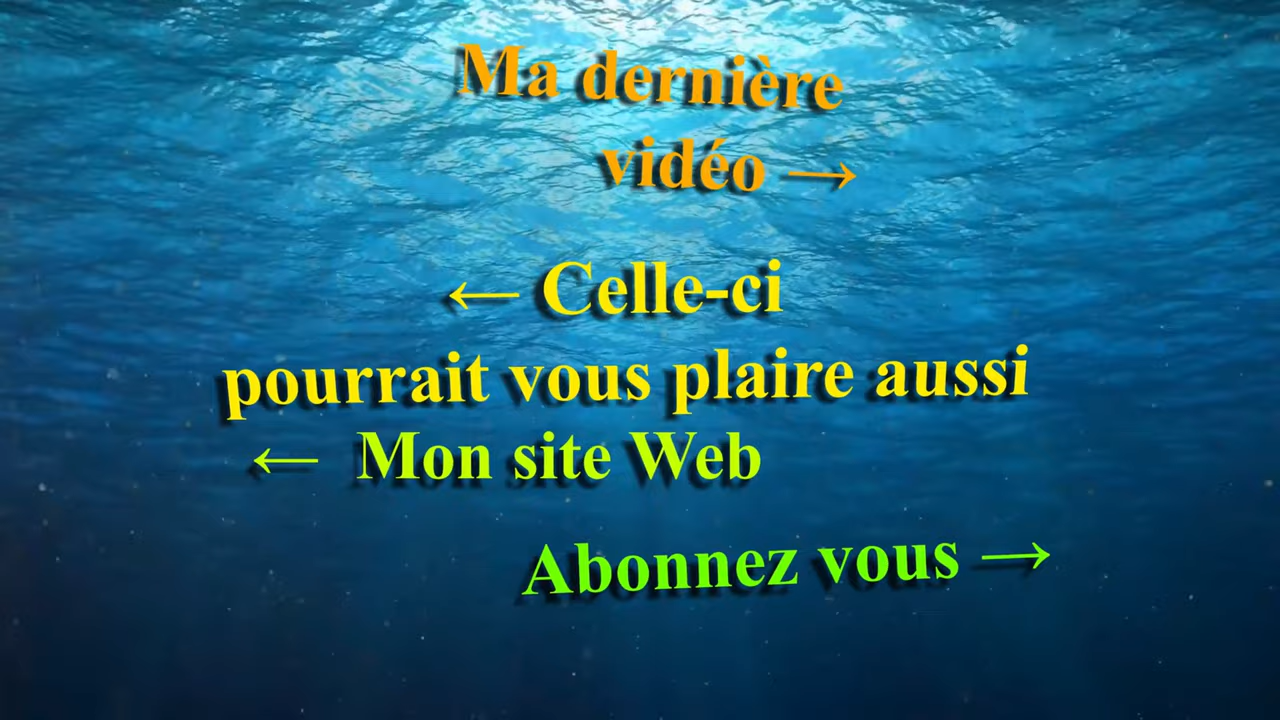 Ma dernière
vidéo →
← Celle-ci
pourrait vous plaire aussi
← Mon site Web
Abonnez vous →